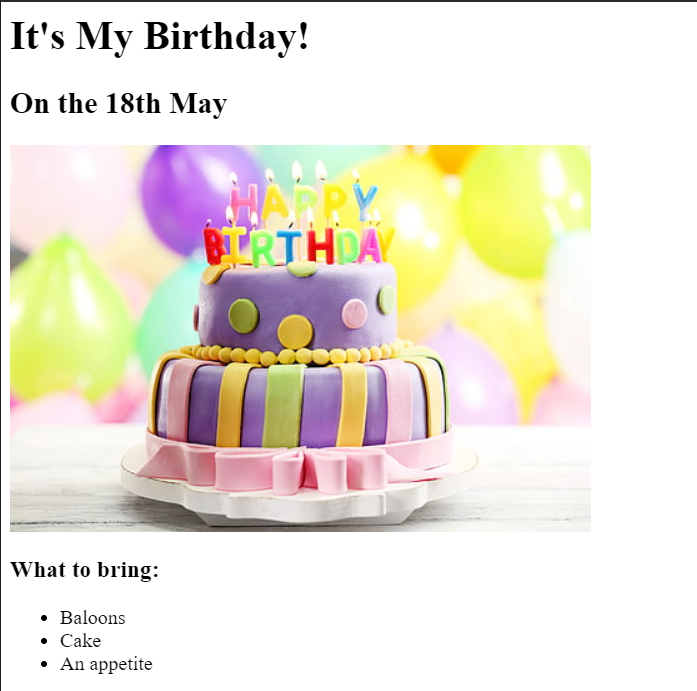 It's My Birthday!
On the 18th May
HAPPY
BIRTHDAY
What to bring:
Baloons
Cake
An appetite